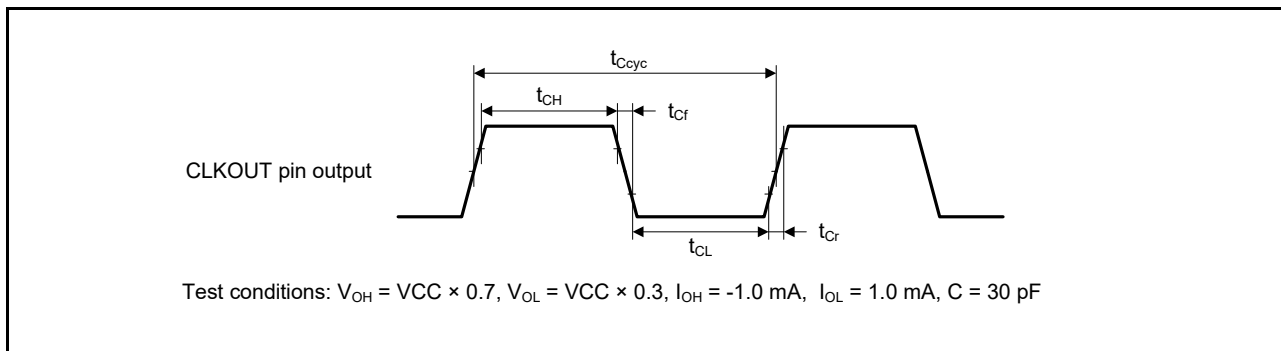 tCcyc
tCH
tCf
CLKOUT pin output
tCL
tCr
Test conditions: VOH = VCC × 0.7, VOL = VCC × 0.3, IOH = -1.0 mA, IOL = 1.0 mA, C = 30 pF